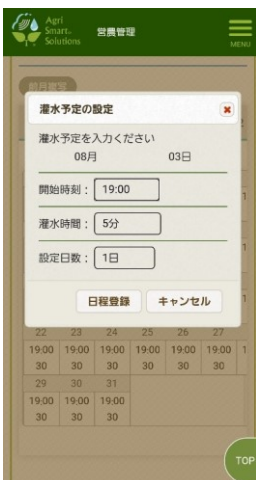 Agri
Smart-
Solutions
営農管理
MENU
前月複写
灌水予定の設定
灌水予定を入力ください
08月 03日
開始時刻： 19:00
灌水時間： 5分
設定日数： 1日
日程登録 キャンセル
22 23 24 25 26 27
19:00 19:00 19:00 19:00 19:00 19:00 1
30 30 30 30 30 30
29 30 31
19:00 19:00 19:00
30 30 30
TOP